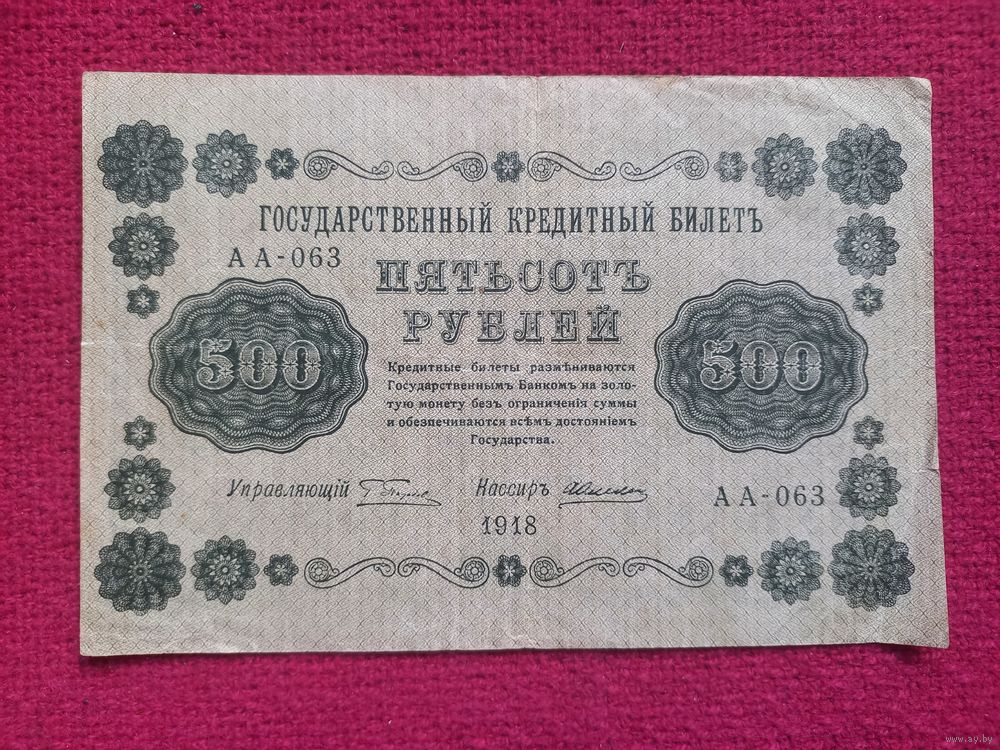 ГОСУДАРСТВЕННЫЙ КРЕДИТНЫЙ БИЛЕТЪ
АА-063
ПЯТЬСОТЪ
РУБЛЕЙ
500
500
Кредитные билеты размѣниваются
Государственнымъ Банкомъ на золо-
тую монету безъ ограниченія суммы
и обезпечиваются всѣмъ достояніемъ
Государства.
Управляющій
Кассиръ
АА-063
1918
www.ay.by